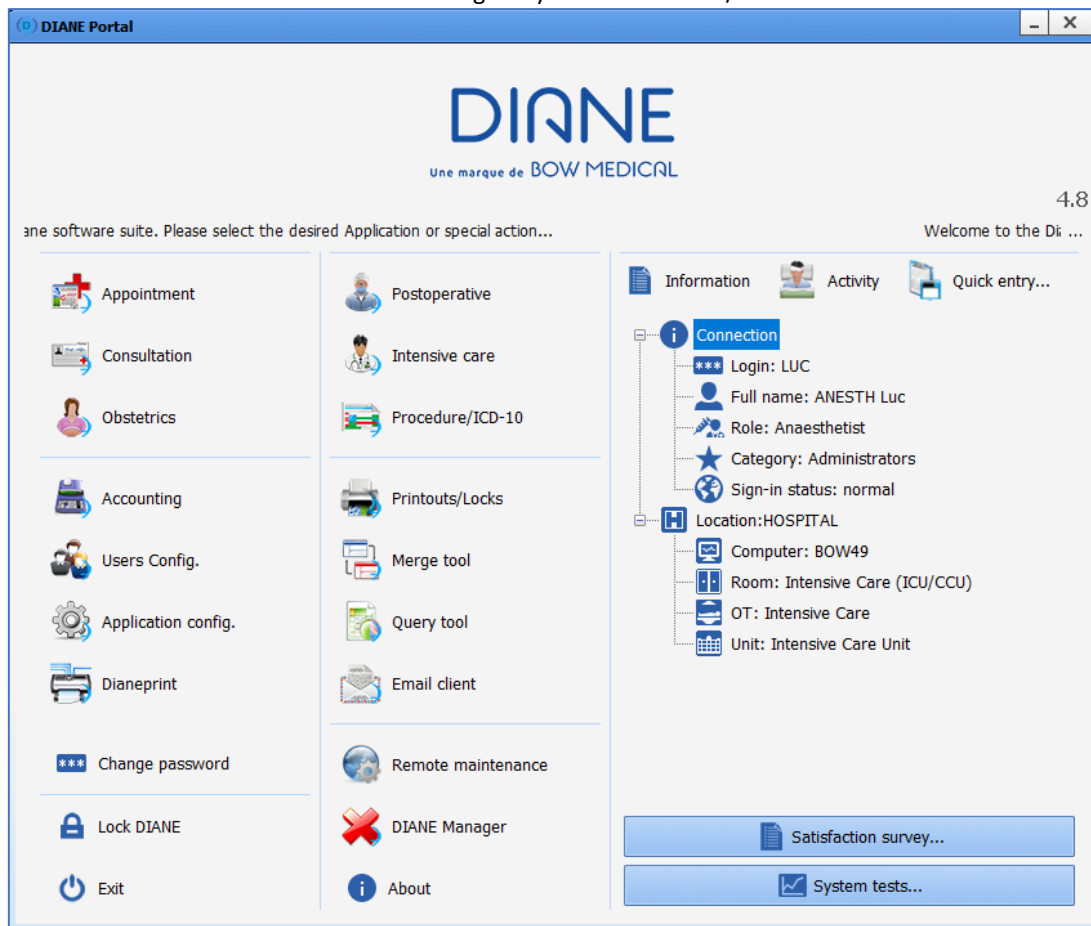 DIANE Portal
DIANE
Une marque de BOW MEDICAL
4.8
ane software suite. Please select the desired Application or special action...
Welcome to the Di ...
Appointment
Consultation
Obstetrics
Accounting
Users Config.
Application config.
Dianeprint
*** Change password
Lock DIANE
Exit
Postoperative
Intensive care
Procedure/ICD-10
Printouts/Locks
Merge tool
Query tool
Email client
Remote maintenance
DIANE Manager
About
Information Activity Quick entry...
Connection
*** Login: LUC
Full name: ANESTH Luc
Role: Anaesthetist
Category: Administrators
Sign-in status: normal
H Location:HOSPITAL
Computer: BOW49
Room: Intensive Care (ICU/CCU)
OT: Intensive Care
Unit: Intensive Care Unit
Satisfaction survey...
System tests...